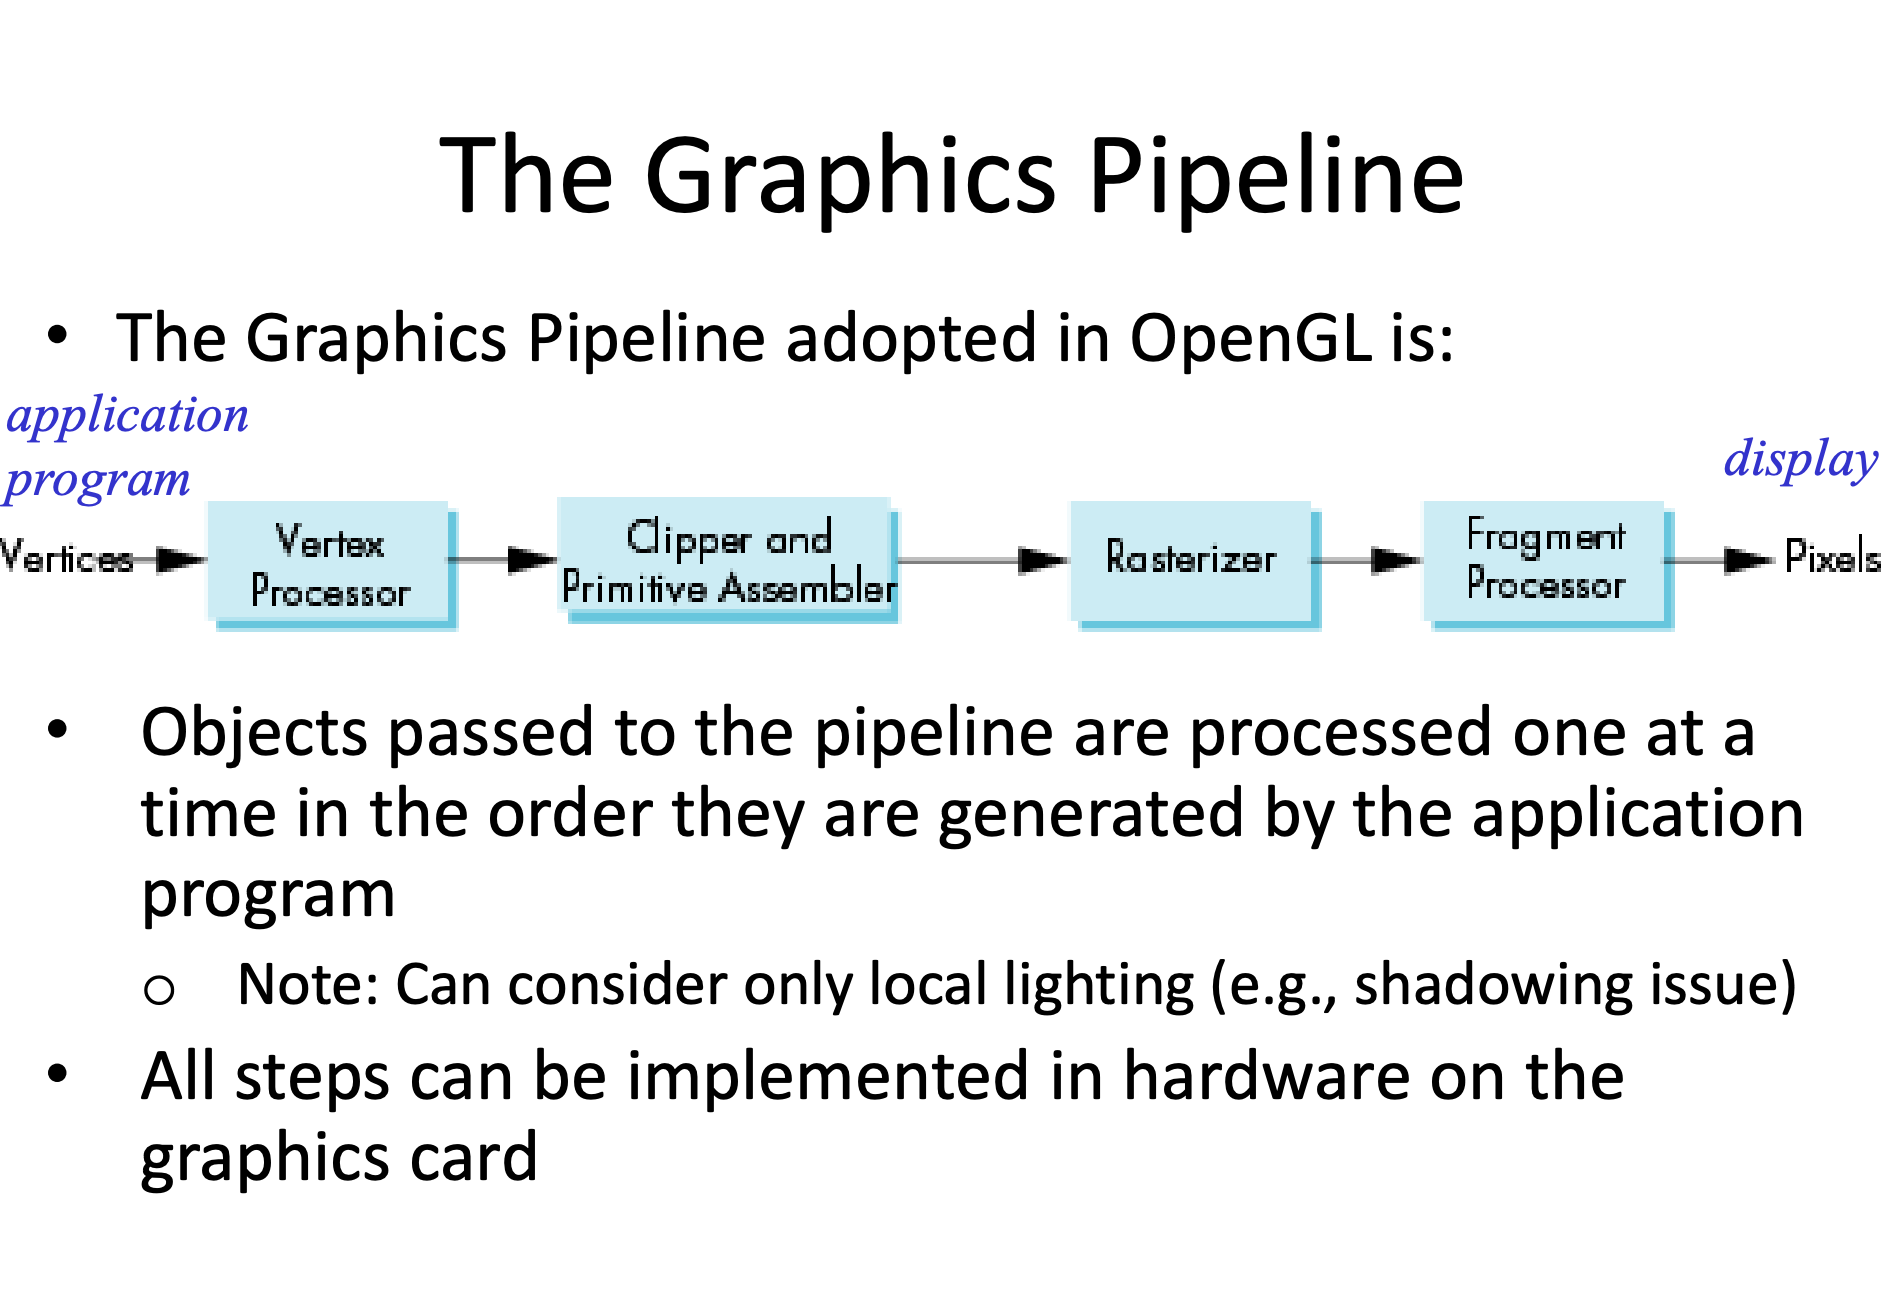 The Graphics Pipeline
• The Graphics Pipeline adopted in OpenGL is:
application
program
display
Vertices
Vertex
Processor
Clipper and
Primitive Assembler
Rasterizer
Fragment
Processor
Pixels
• Objects passed to the pipeline are processed one at a
time in the order they are generated by the application
program
o Note: Can consider only local lighting (e.g., shadowing issue)
• All steps can be implemented in hardware on the
graphics card